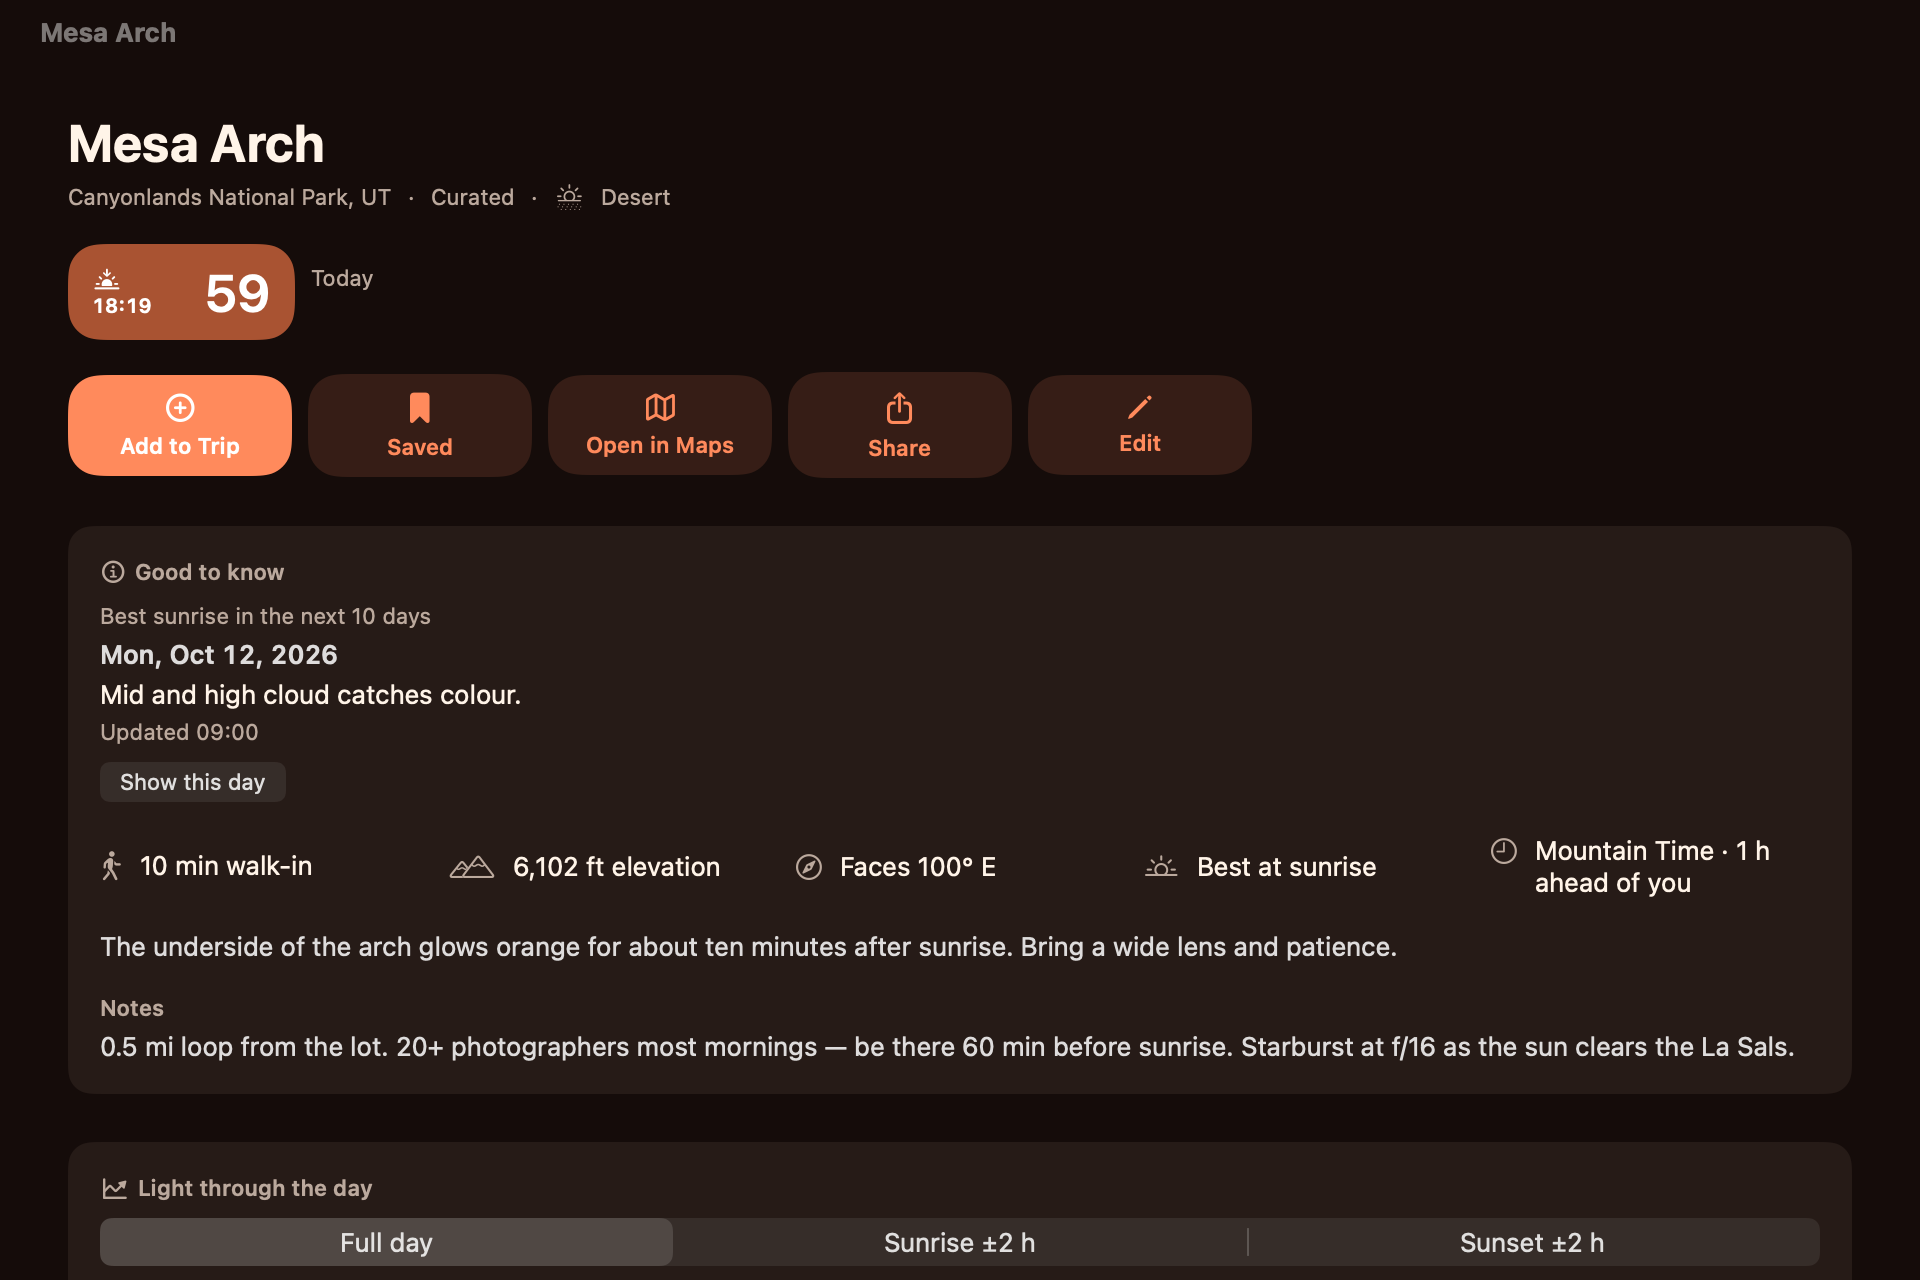 Mesa Arch
Mesa Arch
Canyonlands National Park, UT · Curated · Desert
18:19 59 Today
Add to Trip
Saved
Open in Maps
Share
Edit
Good to know
Best sunrise in the next 10 days
Mon, Oct 12, 2026
Mid and high cloud catches colour.
Updated 09:00
Show this day
10 min walk-in
6,102 ft elevation
Faces 100° E
Best at sunrise
Mountain Time · 1 h
ahead of you
The underside of the arch glows orange for about ten minutes after sunrise. Bring a wide lens and patience.
Notes
0.5 mi loop from the lot. 20+ photographers most mornings — be there 60 min before sunrise. Starburst at f/16 as the sun clears the La Sals.
Light through the day
Full day
Sunrise ±2 h
Sunset ±2 h